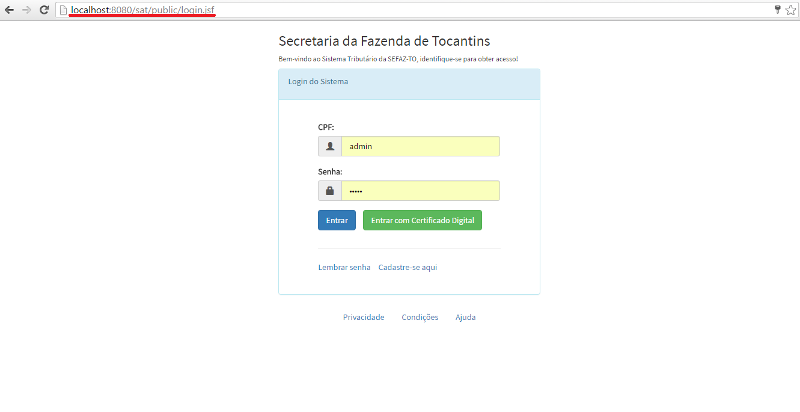 localhost:8080/sat/public/login.jsf
Secretaria da Fazenda de Tocantins
Bem-vindo ao Sistema Tributário da SEFAZ-TO, identifique-se para obter acesso!
Login do Sistema
CPF:
admin
Senha:
•••••
Entrar Entrar com Certificado Digital
Lembrar senha Cadastre-se aqui
Privacidade Condições Ajuda